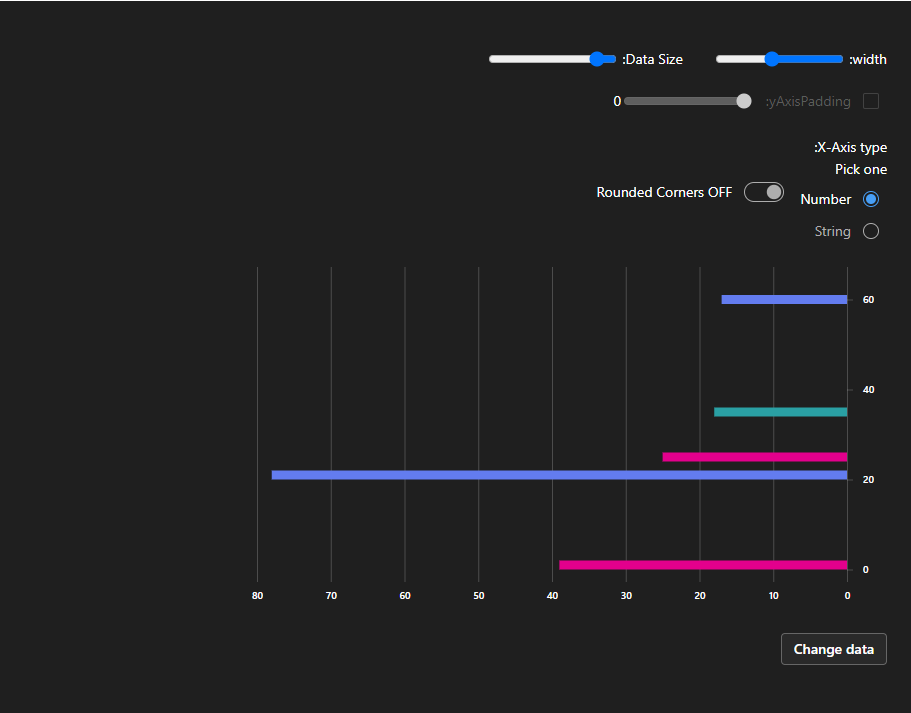 :width
:Data Size
:yAxisPadding
0
:X-Axis type
Pick one
Number
Rounded Corners OFF
String
60
40
20
0
80 70 60 50 40 30 20 10 0
Change data